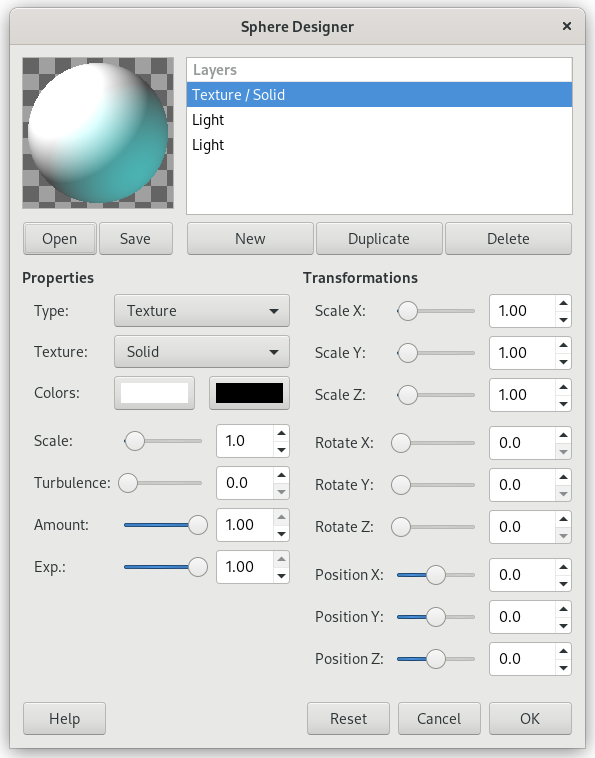 Sphere Designer ×
Layers
Texture / Solid
Light
Light
Open Save New Duplicate Delete
Properties
Type: Texture
Texture: Solid
Colors:
Scale: 1.0
Turbulence: 0.0
Amount: 1.00
Exp.: 1.00
Transformations
Scale X: 1.00
Scale Y: 1.00
Scale Z: 1.00
Rotate X: 0.0
Rotate Y: 0.0
Rotate Z: 0.0
Position X: 0.0
Position Y: 0.0
Position Z: 0.0
Help Reset Cancel OK